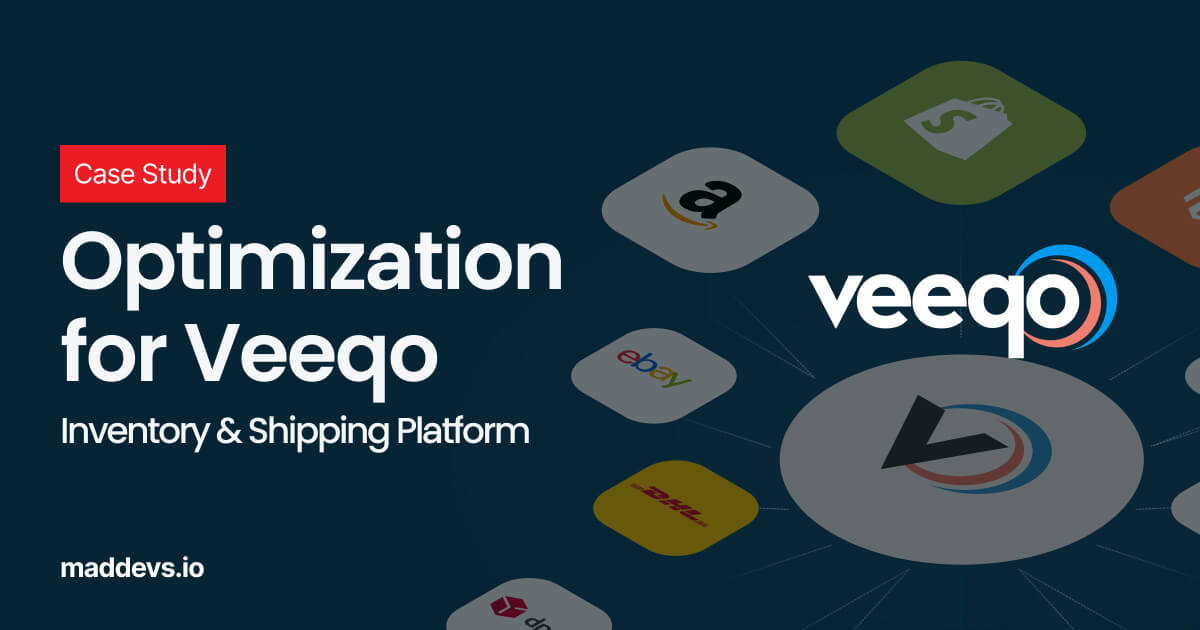 Case Study
Optimization
for Veeqo
Inventory & Shipping Platform
maddevs.io
veeqo
a
S
ebay
DHL
V